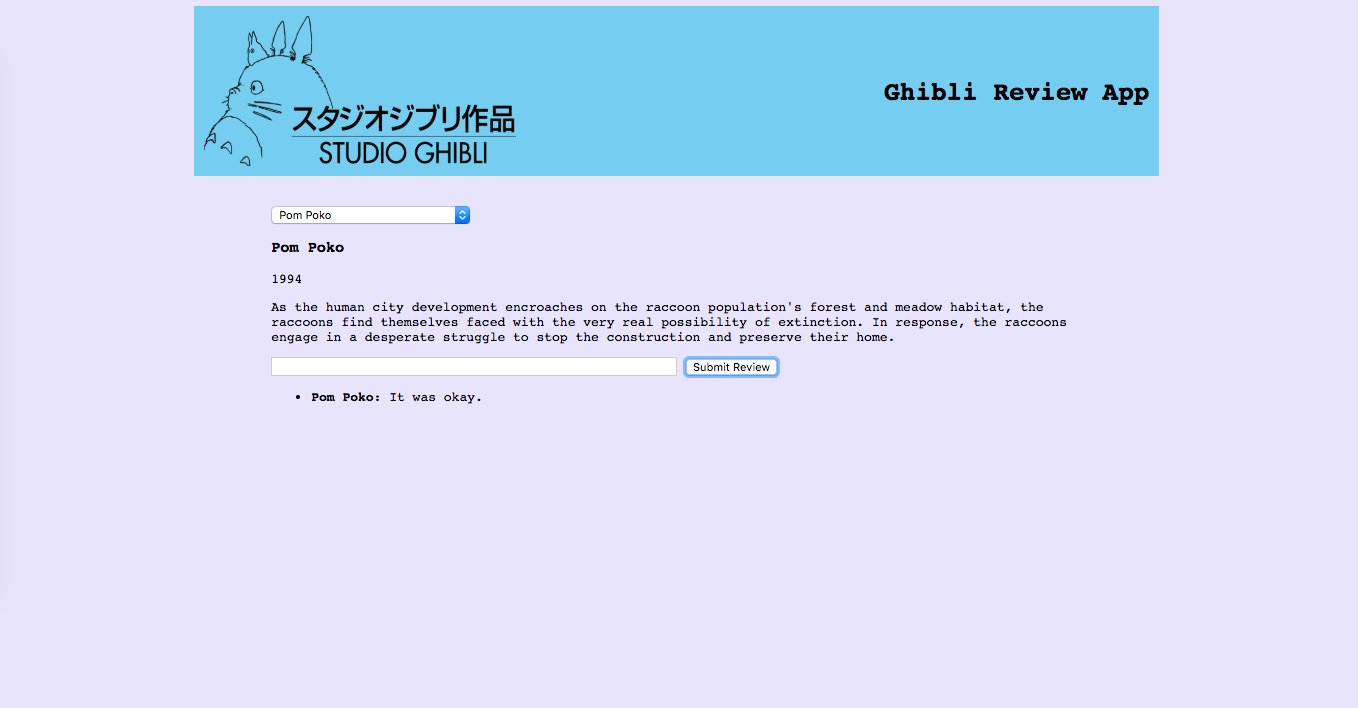 スタジオジブリ作品
STUDIO GHIBLI
Ghibli Review App
Pom Poko
Pom Poko
1994
As the human city development encroaches on the raccoon population's forest and meadow habitat, the
raccoons find themselves faced with the very real possibility of extinction. In response, the raccoons
engage in a desperate struggle to stop the construction and preserve their home.
Submit Review
• Pom Poko: It was okay.